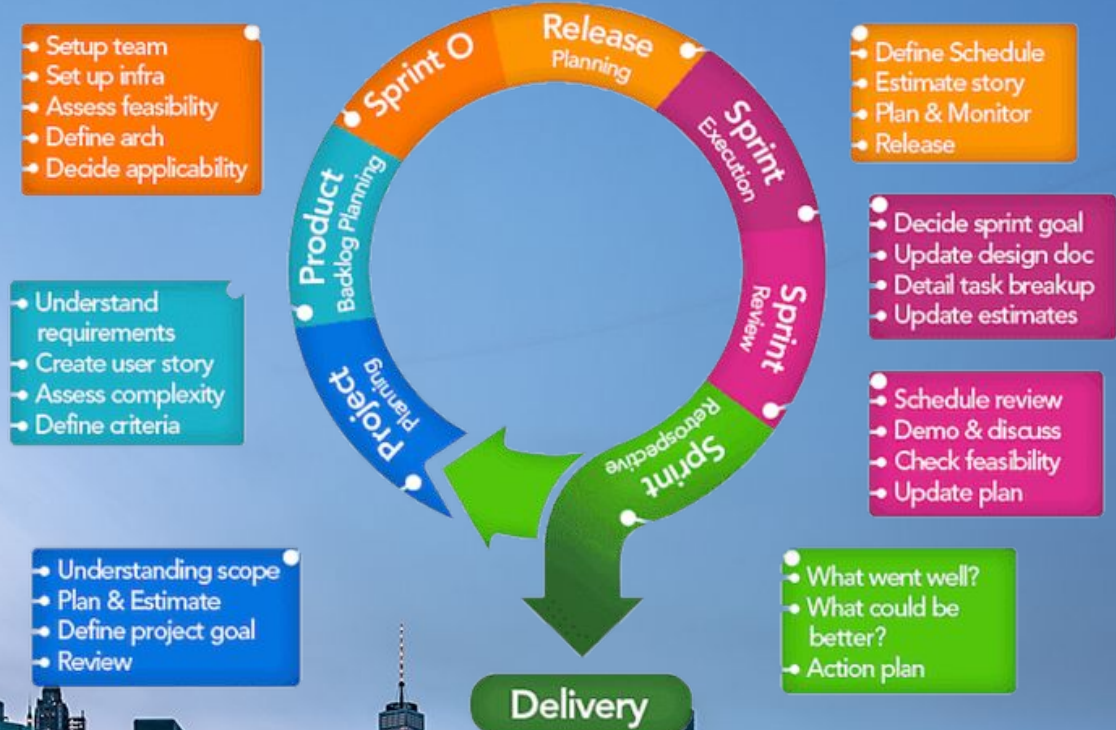 Setup team
Set up infra
Assess feasibility
Define arch
Decide applicability
Understand
requirements
Create user story
Assess complexity
Define criteria
Understanding scope
Plan & Estimate
Define project goal
Review
Project
Planning
Product
Backlog Planning
Sprint O
Release
Planning
Sprint
Execution
Sprint
Review
Sprint
Retrospective
Delivery
Define Schedule
Estimate story
Plan & Monitor
Release
Decide sprint goal
Update design doc
Detail task breakup
Update estimates
Schedule review
Demo & discuss
Check feasibility
Update plan
What went well?
What could be
better?
Action plan